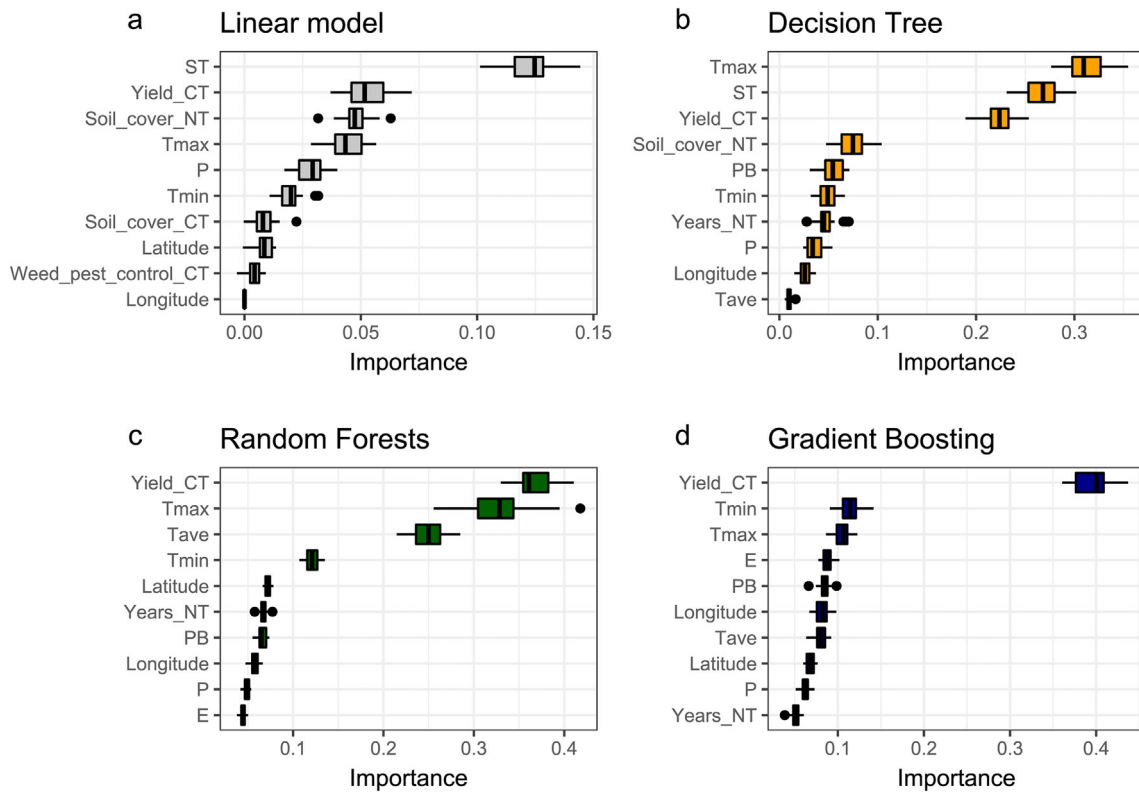 a Linear model
ST
Yield_CT
Soil_cover_NT
Tmax
P
Tmin
Soil_cover_CT
Latitude
Weed_pest_control_CT
Longitude
0.00 0.05 0.10 0.15
Importance
b Decision Tree
Tmax
ST
Yield_CT
Soil_cover_NT
PB
Tmin
Years_NT
P
Longitude
Tave
0.0 0.1 0.2 0.3
Importance
c Random Forests
Yield_CT
Tmax
Tave
Tmin
Latitude
Years_NT
PB
Longitude
P
E
0.1 0.2 0.3 0.4
Importance
d Gradient Boosting
Yield_CT
Tmin
Tmax
E
PB
Longitude
Tave
Latitude
P
Years_NT
0.1 0.2 0.3 0.4
Importance